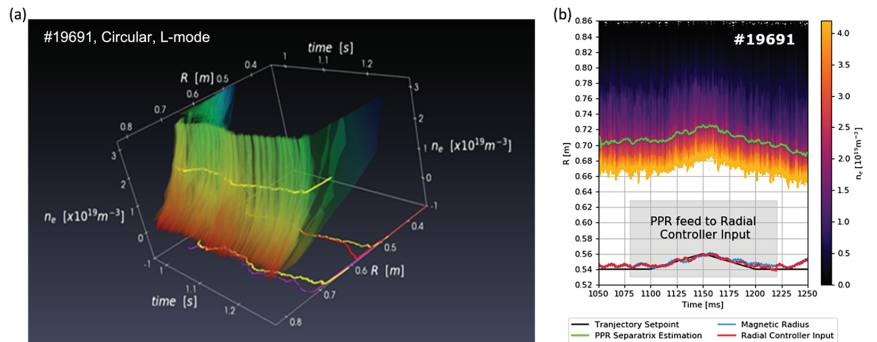 (a)
#19691, Circular, L-mode
time [s]
1
1.1
1.2
R [m]
0.4
0.5
0.6
0.7
0.8
3
2
1
0
-1
n_e [x10^19m^-3]
3
2
1
0
-1
n_e [x10^19m^-3]
1
1.1
1.2
time [s]
0.8
0.7
0.6
0.5
0.4
R [m]
(b)
0.86
0.84
0.82
0.80
0.78
0.76
0.74
0.72
0.70
0.68
0.66
0.64
0.62
0.60
0.58
0.56
0.54
0.52
R [m]
#19691
PPR feed to Radial
Controller Input
1050 1075 1100 1125 1150 1175 1200 1225 1250
Time [ms]
4.0
3.5
3.0
2.5
2.0
1.5
1.0
0.5
0.0
n_e [10^19m^-3]
Tranjectory Setpoint
PPR Separatrix Estimation
Magnetic Radius
Radial Controller Input